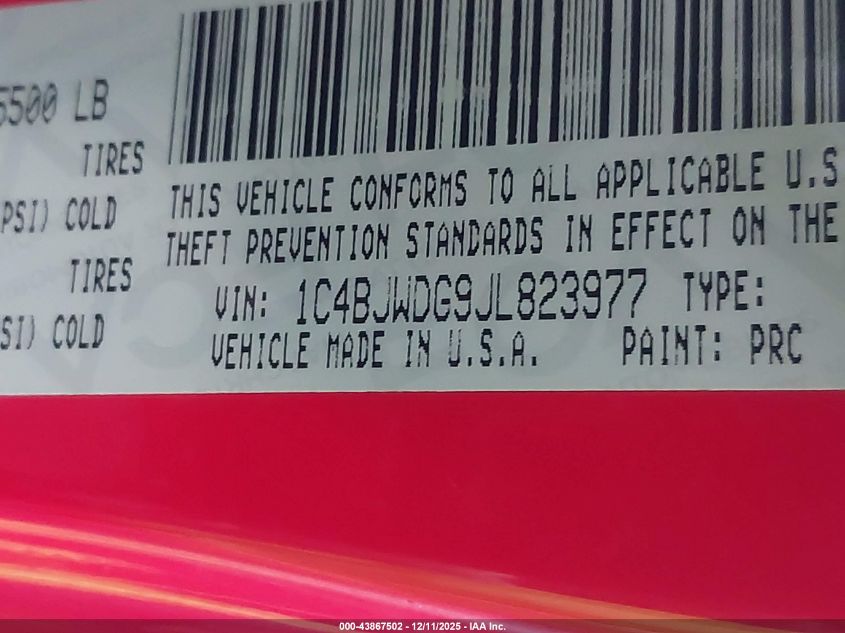 5500 LB
TIRES
PSI) COLD
TIRES
SI) COLD
THIS VEHICLE CONFORMS TO ALL APPLICABLE U.S
THEFT PREVENTION STANDARDS IN EFFECT ON THE
VIN: 1C4BJWDG9JL823977 TYPE:
VEHICLE MADE IN U.S.A. PAINT: PRC
000-43867502 - 12/11/2025 - IAA Inc.